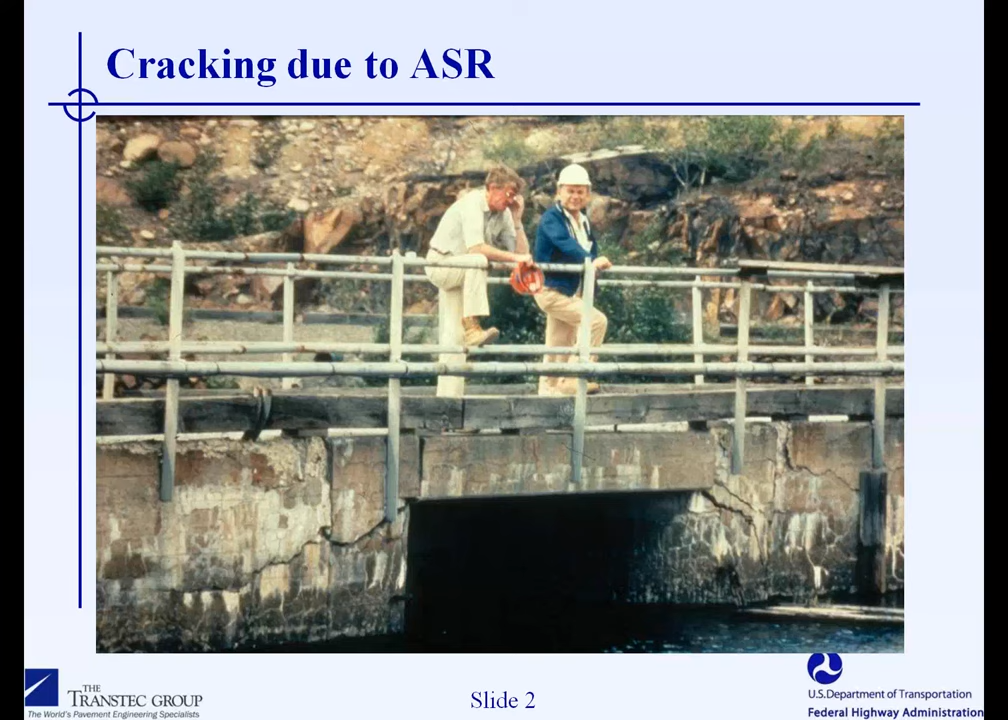 Cracking due to ASR
THE
TRANSTEC GROUP
The World's Pavement Engineering Specialists
Slide 2
U.S.Department of Transportation
Federal Highway Administration